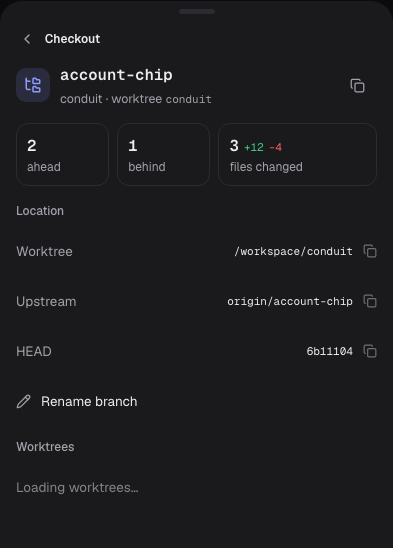 Checkout
account-chip
conduit · worktree conduit
2
ahead
1
behind
3 +12 -4
files changed
Location
Worktree
/workspace/conduit
Upstream
origin/account-chip
HEAD
6b11104
Rename branch
Worktrees
Loading worktrees…